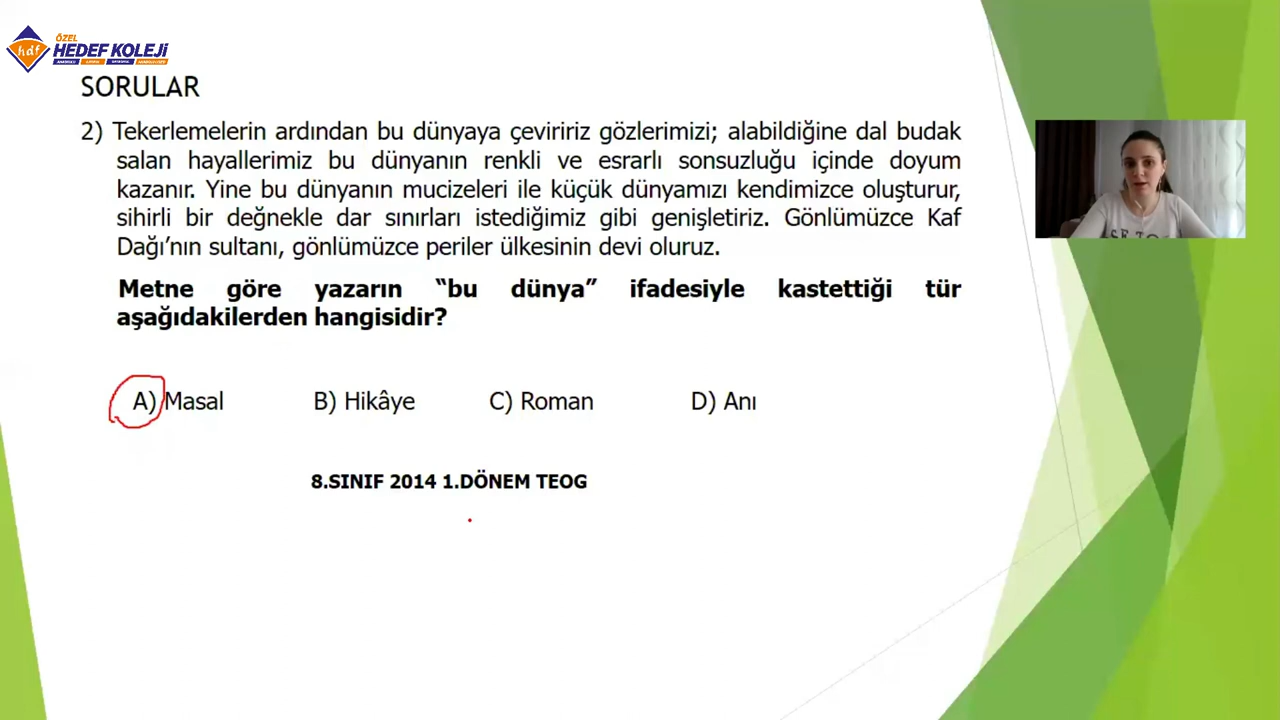 ÖZEL
HEDEF KOLEJİ
hdf
SORULAR
2) Tekerlemelerin ardından bu dünyaya çeviririz gözlerimizi; alabildiğine dal budak
salan hayallerimiz bu dünyanın renkli ve esrarlı sonsuzluğu içinde doyum
kazanır. Yine bu dünyanın mucizeleri ile küçük dünyamızı kendimizce oluşturur,
sihirli bir değnekle dar sınırları istediğimiz gibi genişletiriz. Gönlümüzce Kaf
Dağı’nın sultanı, gönlümüzce periler ülkesinin devi oluruz.
Metne göre yazarın “bu dünya” ifadesiyle kastettiği tür
aşağıdakilerden hangisidir?
A) Masal B) Hikâye C) Roman D) Anı
8.SINIF 2014 1.DÖNEM TEOG